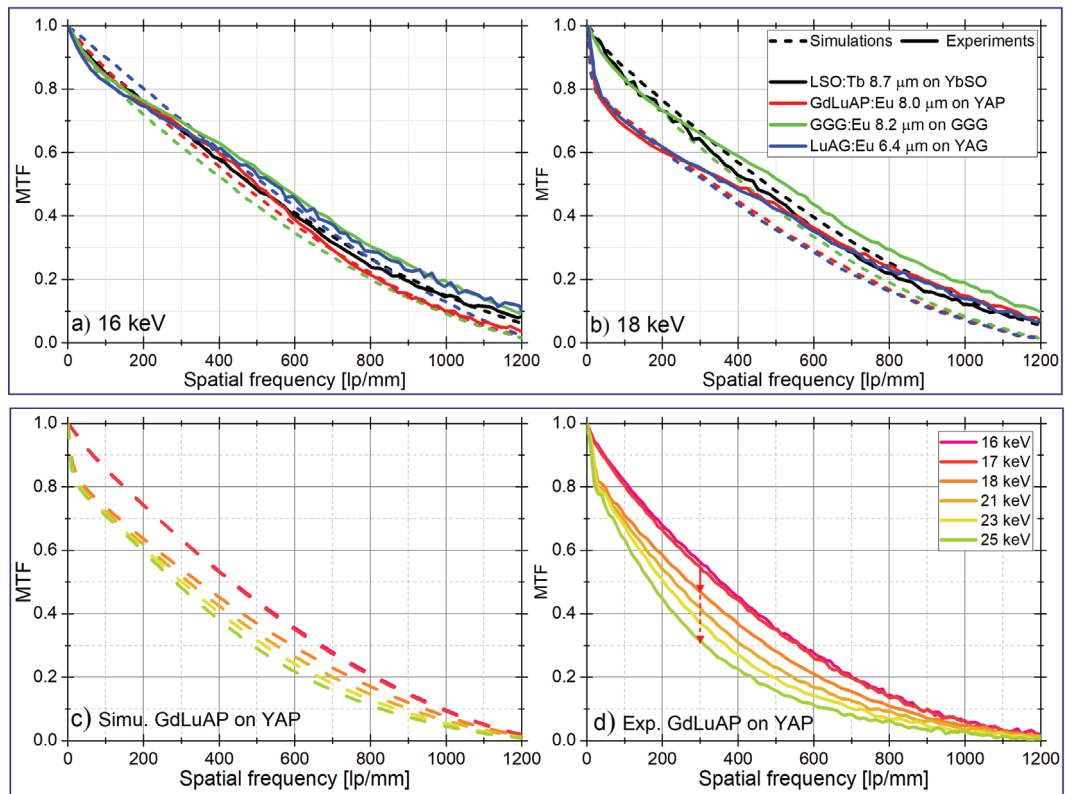 1.0
0.8
0.6
0.4
0.2
0.0
MTF
a) 16 keV
0 200 400 600 800 1000 1200
Spatial frequency [lp/mm]
1.0
0.8
0.6
0.4
0.2
0.0
MTF
Simulations Experiments
LSO:Tb 8.7 μm on YbSO
GdLuAP:Eu 8.0 μm on YAP
GGG:Eu 8.2 μm on GGG
LuAG:Eu 6.4 μm on YAG
b) 18 keV
0 200 400 600 800 1000 1200
Spatial frequency [lp/mm]
1.0
0.8
0.6
0.4
0.2
0.0
MTF
c) Simu. GdLuAP on YAP
0 200 400 600 800 1000 1200
Spatial frequency [lp/mm]
1.0
0.8
0.6
0.4
0.2
0.0
MTF
16 keV
17 keV
18 keV
21 keV
23 keV
25 keV
d) Exp. GdLuAP on YAP
0 200 400 600 800 1000 1200
Spatial frequency [lp/mm]